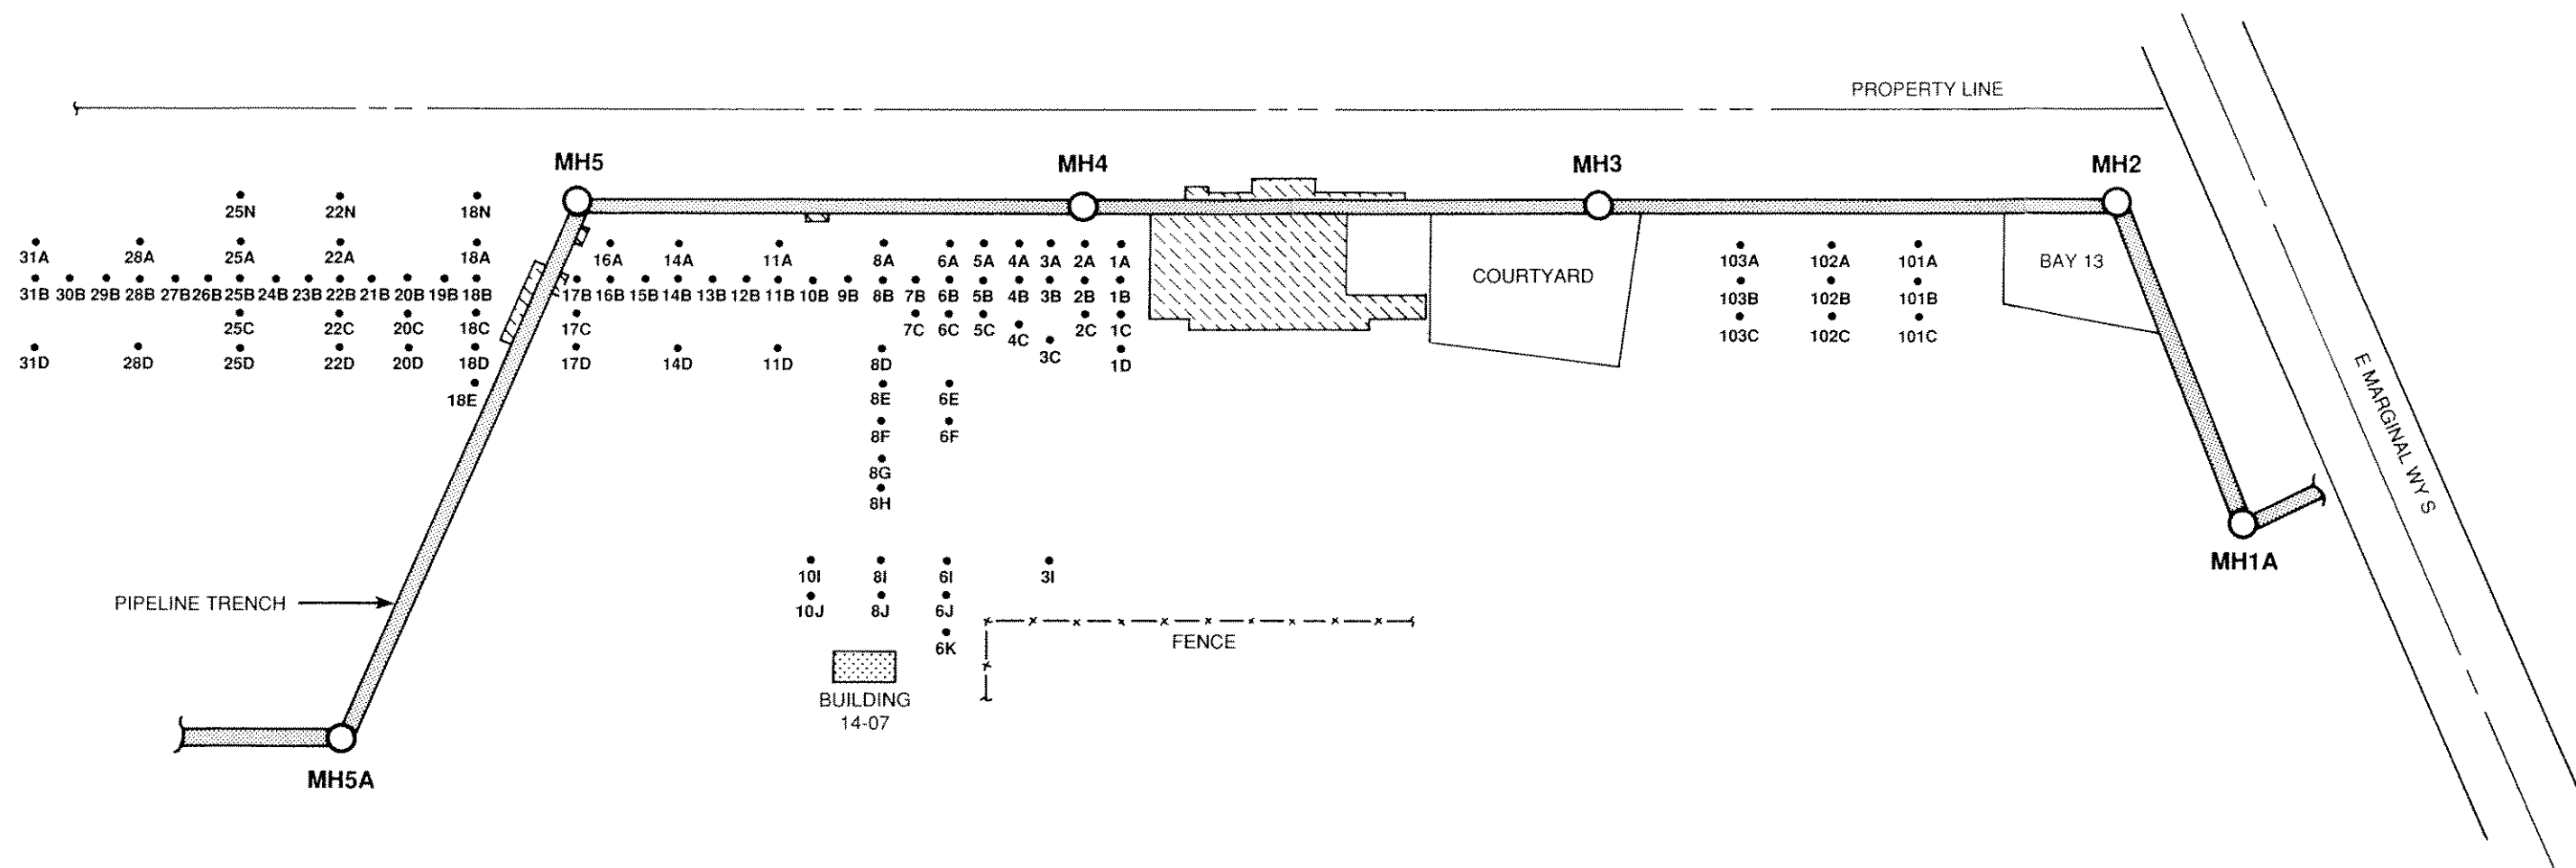 PROPERTY LINE
MH5 MH4 MH3 MH2
25N 22N 18N
31A 28A 25A 22A 18A 16A 14A 11A 8A 6A 5A 4A 3A 2A 1A 103A 102A 101A
COURTYARD
BAY 13
31B 30B 29B 28B 27B 26B 25B 24B 23B 22B 21B 20B 19B 18B 17B 16B 15B 14B 13B 12B 11B 10B 9B 8B 7B 6B 5B 4B 3B 2B 1B 103B 102B 101B
25C 22C 20C 18C 17C 7C 6C 5C 4C 3C 2C 1C 103C 102C 101C
31D 28D 25D 22D 20D 18D 17D 14D 11D 8D 1D
18E 8E 6E
8F 6F
8G
8H
E MARGINAL WY S
MH1A
10I 8I 6I 3I
PIPELINE TRENCH
10J 8J 6J
FENCE
6K
BUILDING
14-07
MH5A